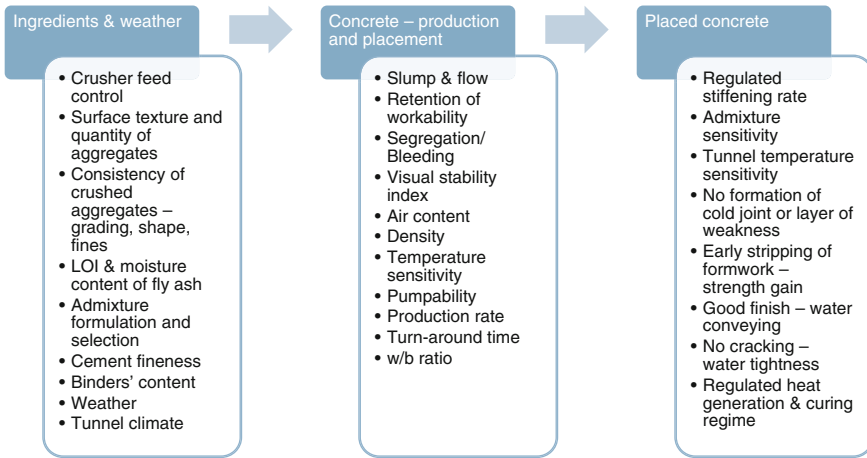 Ingredients & weather
• Crusher feed
control
• Surface texture and
quantity of
aggregates
• Consistency of
crushed
aggregates –
grading, shape,
fines
• LOI & moisture
content of fly ash
• Admixture
formulation and
selection
• Cement fineness
• Binders’ content
• Weather
• Tunnel climate
Concrete – production
and placement
• Slump & flow
• Retention of
workability
• Segregation/
Bleeding
• Visual stability
index
• Air content
• Density
• Temperature
sensitivity
• Pumpability
• Production rate
• Turn-around time
• w/b ratio
Placed concrete
• Regulated
stiffening rate
• Admixture
sensitivity
• Tunnel temperature
sensitivity
• No formation of
cold joint or layer of
weakness
• Early stripping of
formwork –
strength gain
• Good finish – water
conveying
• No cracking –
water tightness
• Regulated heat
generation & curing
regime